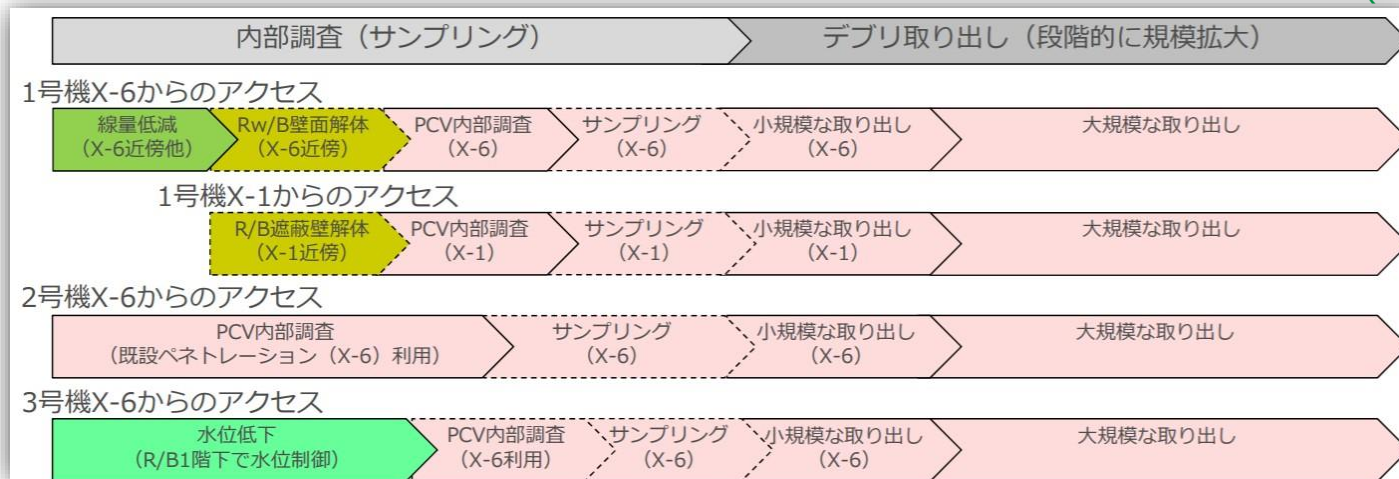 内部調査（サンプリング）
デブリ取り出し（段階的に規模拡大）
1号機X-6からのアクセス
線量低減
（X-6近傍他）
Rw/B壁面解体
（X-6近傍）
PCV内部調査
（X-6）
サンプリング
（X-6）
小規模な取り出し
（X-6）
大規模な取り出し
1号機X-1からのアクセス
R/B遮蔽壁解体
（X-1近傍）
PCV内部調査
（X-1）
サンプリング
（X-1）
小規模な取り出し
（X-1）
大規模な取り出し
2号機X-6からのアクセス
PCV内部調査
（既設ペネトレーション（X-6）利用）
サンプリング
（X-6）
小規模な取り出し
（X-6）
大規模な取り出し
3号機X-6からのアクセス
水位低下
（R/B1階下で水位制御）
PCV内部調査
（X-6利用）
サンプリング
（X-6）
小規模な取り出し
（X-6）
大規模な取り出し